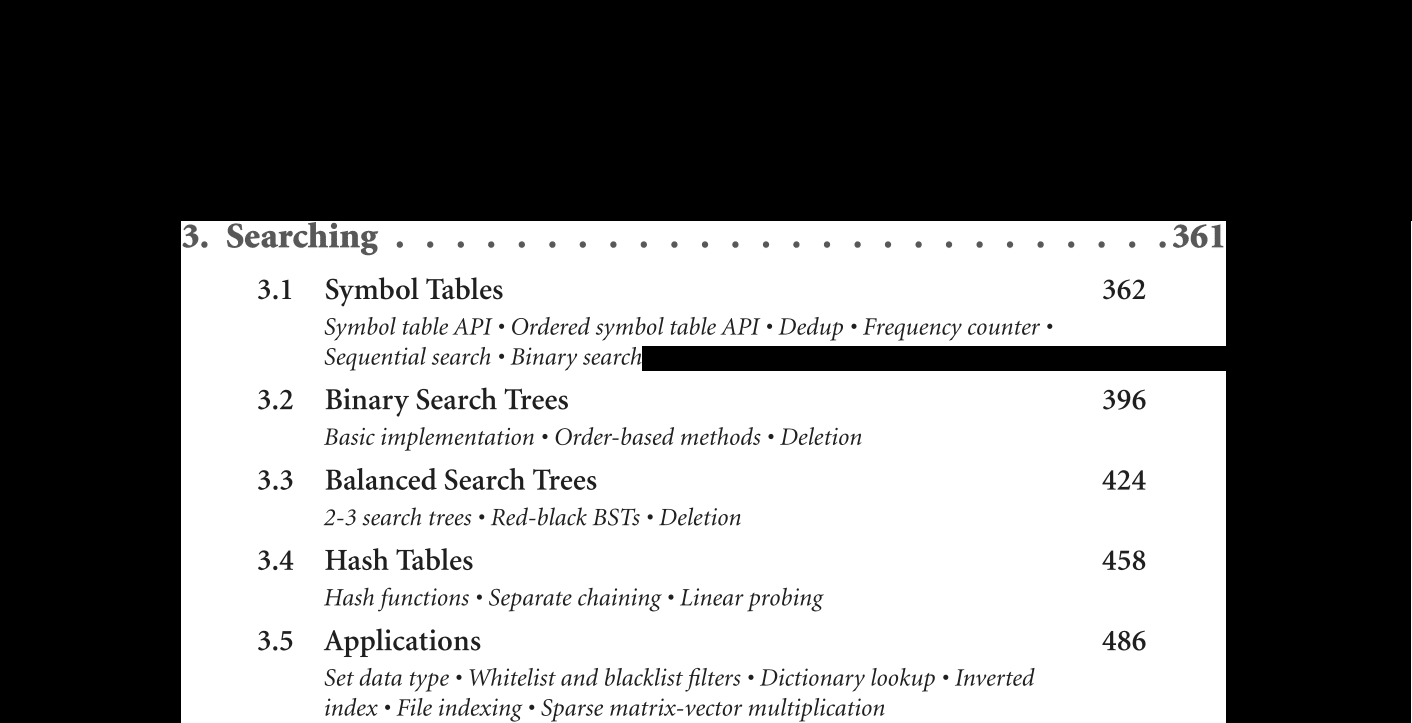 3. Searching . . . . . . . . . . . . . . . . . . . . . . . . . . 361
3.1 Symbol Tables 362
Symbol table API • Ordered symbol table API • Dedup • Frequency counter •
Sequential search • Binary search
3.2 Binary Search Trees 396
Basic implementation • Order-based methods • Deletion
3.3 Balanced Search Trees 424
2-3 search trees • Red-black BSTs • Deletion
3.4 Hash Tables 458
Hash functions • Separate chaining • Linear probing
3.5 Applications 486
Set data type • Whitelist and blacklist filters • Dictionary lookup • Inverted
index • File indexing • Sparse matrix-vector multiplication